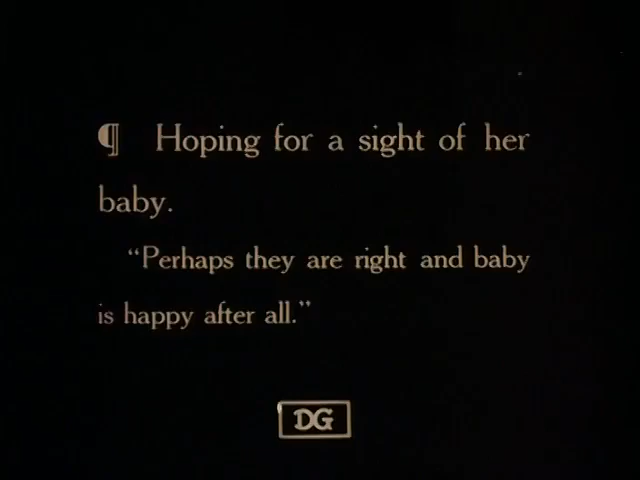 ¶ Hoping for a sight of her
baby.
"Perhaps they are right and baby
is happy after all."
DG